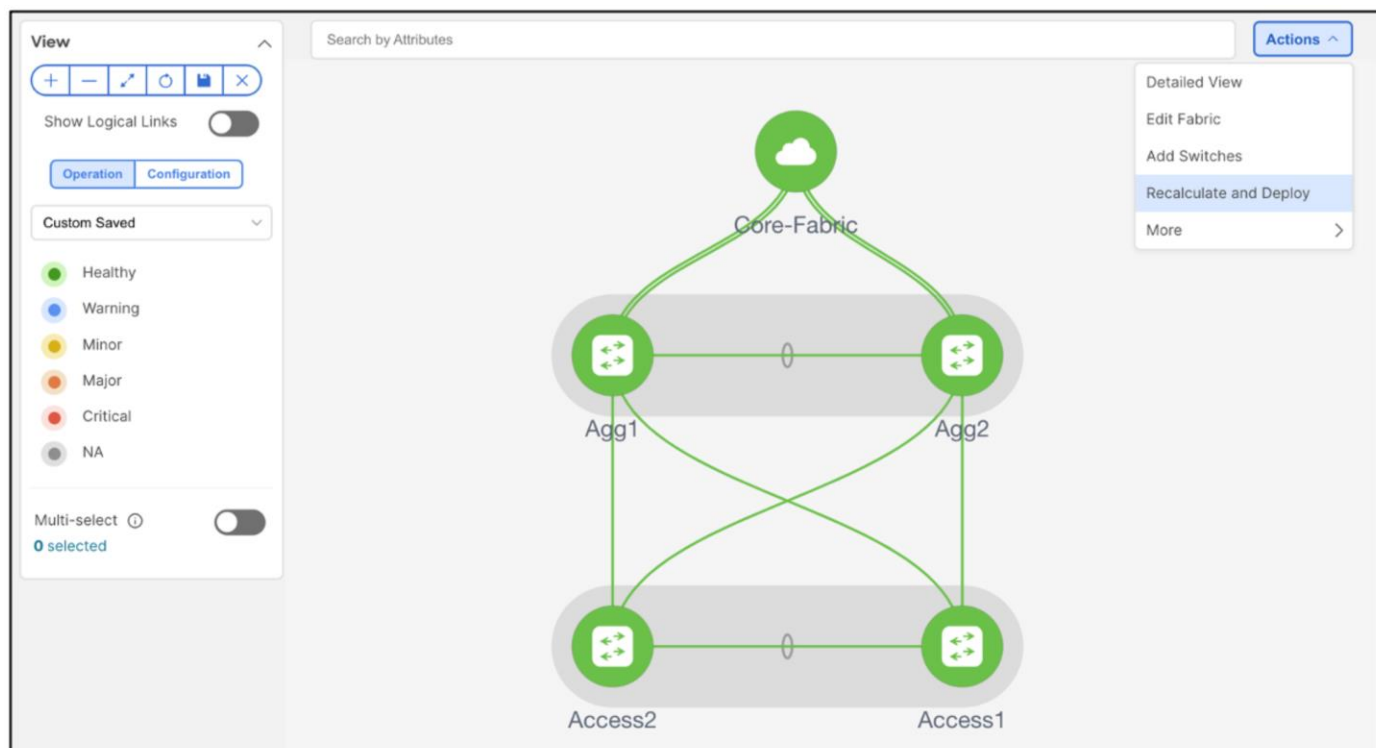 View
Show Logical Links
Operation
Configuration
Custom Saved
Healthy
Warning
Minor
Major
Critical
NA
Multi-select
0 selected
Search by Attributes
Actions
Detailed View
Edit Fabric
Add Switches
Recalculate and Deploy
More
Core-Fabric
Agg1
Agg2
Access2
Access1